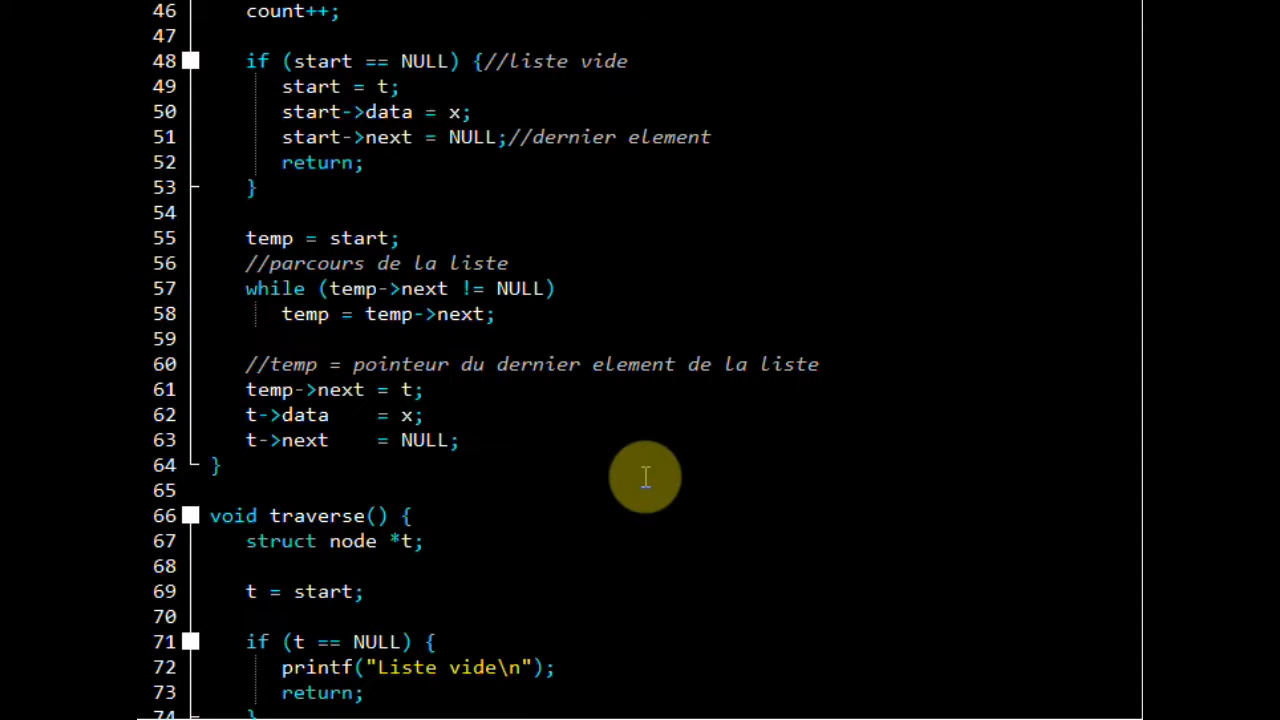 46 count++;
47
48 if (start == NULL) {//liste vide
49 start = t;
50 start->data = x;
51 start->next = NULL;//dernier element
52 return;
53 }
54
55 temp = start;
56 //parcours de la liste
57 while (temp->next != NULL)
58 temp = temp->next;
59
60 //temp = pointeur du dernier element de la liste
61 temp->next = t;
62 t->data = x;
63 t->next = NULL;
64 }
65
66 void traverse() {
67 struct node *t;
68
69 t = start;
70
71 if (t == NULL) {
72 printf("Liste vide\n");
73 return;
74 }